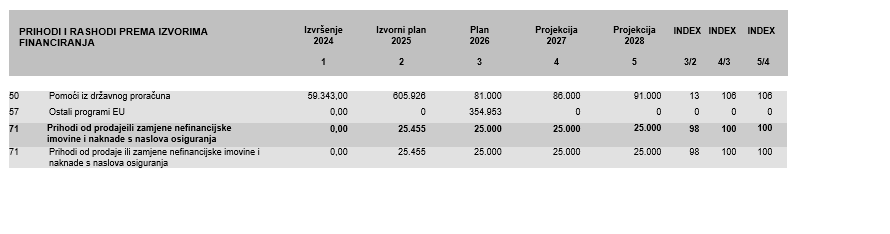 PRIHODI I RASHODI PREMA IZVORIMA FINANCIRANJA Izvršenje 2024 Izvorni plan 2025 Plan 2026 Projekcija 2027 Projekcija 2028 INDEX INDEX INDEX
1 2 3 4 5 3/2 4/3 5/4
50 Pomoći iz državnog proračuna 59.343,00 605.926 81.000 86.000 91.000 13 106 106
57 Ostali programi EU 0,00 0 354.953 0 0 0 0 0
71 Prihodi od prodajeili zamjene nefinancijske imovine i naknade s naslova osiguranja 0,00 25.455 25.000 25.000 25.000 98 100 100
71 Prihodi od prodaje ili zamjene nefinancijske imovine i naknade s naslova osiguranja 0,00 25.455 25.000 25.000 25.000 98 100 100